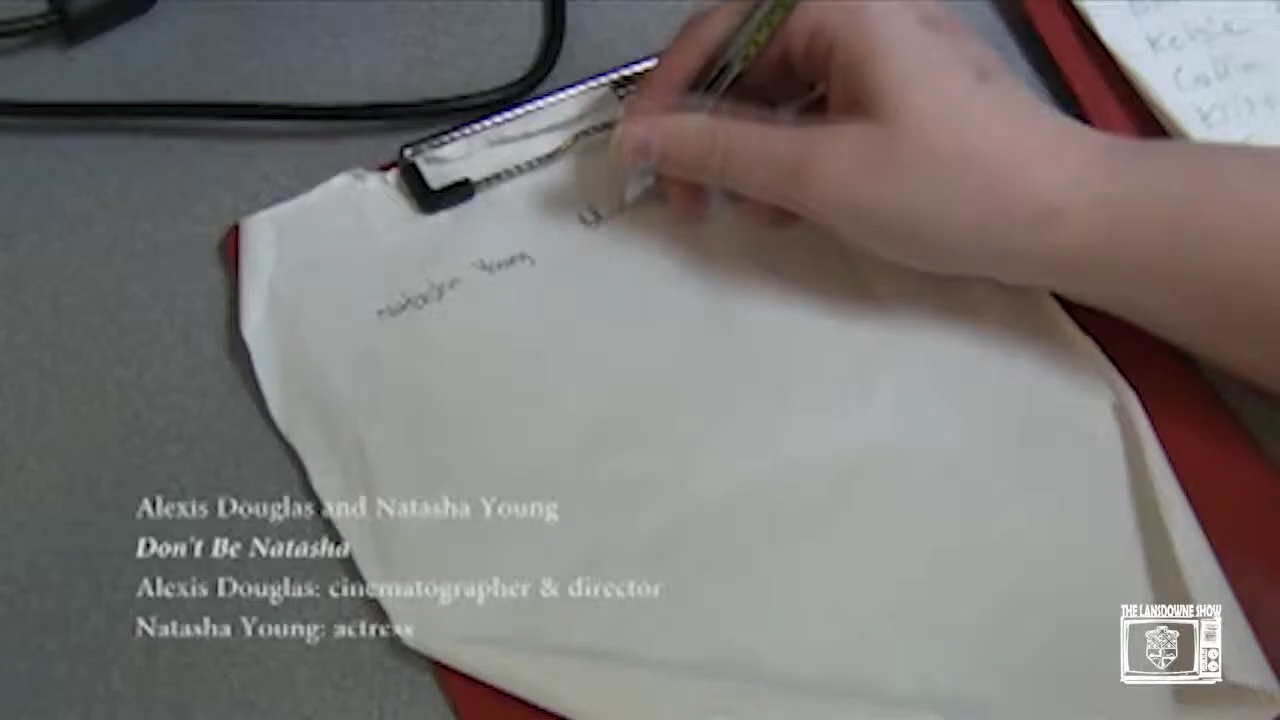 Kelsie
Natasha Young
Alexis Douglas and Natasha Young
Don't Be Natasha
Alexis Douglas: cinematographer & director
Natasha Young: actress
THE LANSDOWNE SHOW